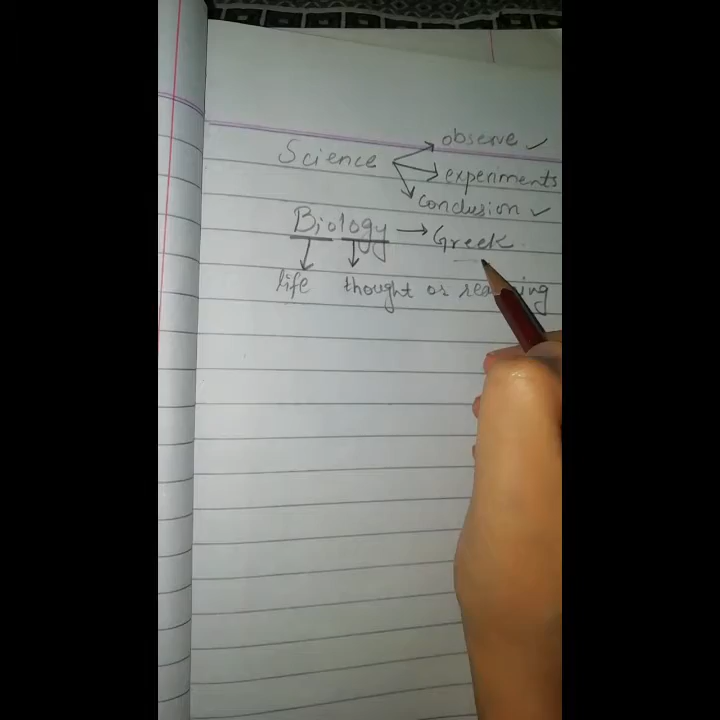 observe ✓
Science
experiments
conclusion ✓
Biology → Greek
life thought or